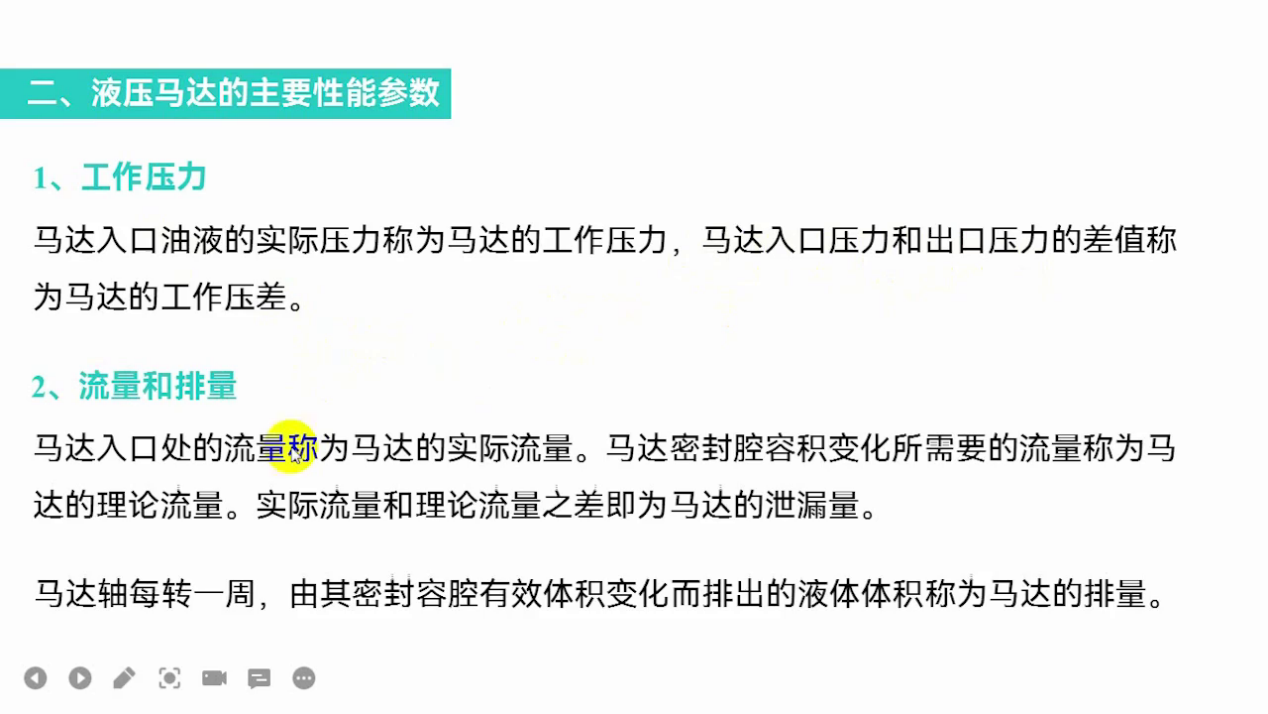 二、液压马达的主要性能参数
1、工作压力
马达入口油液的实际压力称为马达的工作压力，马达入口压力和出口压力的差值称
为马达的工作压差。
2、流量和排量
马达入口处的流量称为马达的实际流量。马达密封腔容积变化所需要的流量称为马
达的理论流量。实际流量和理论流量之差即为马达的泄漏量。
马达轴每转一周，由其密封容腔有效体积变化而排出的液体体积称为马达的排量。